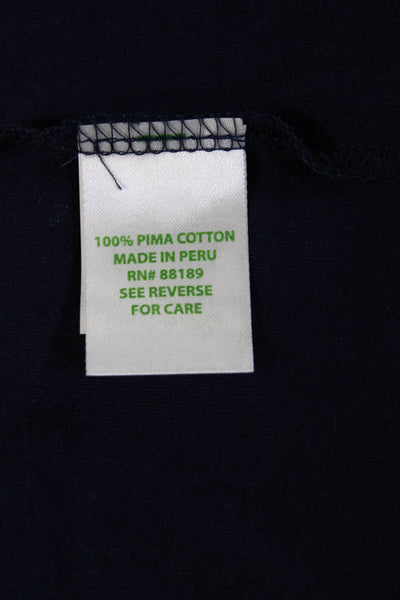 100% PIMA COTTON
MADE IN PERU
RN# 88189
SEE REVERSE
FOR CARE